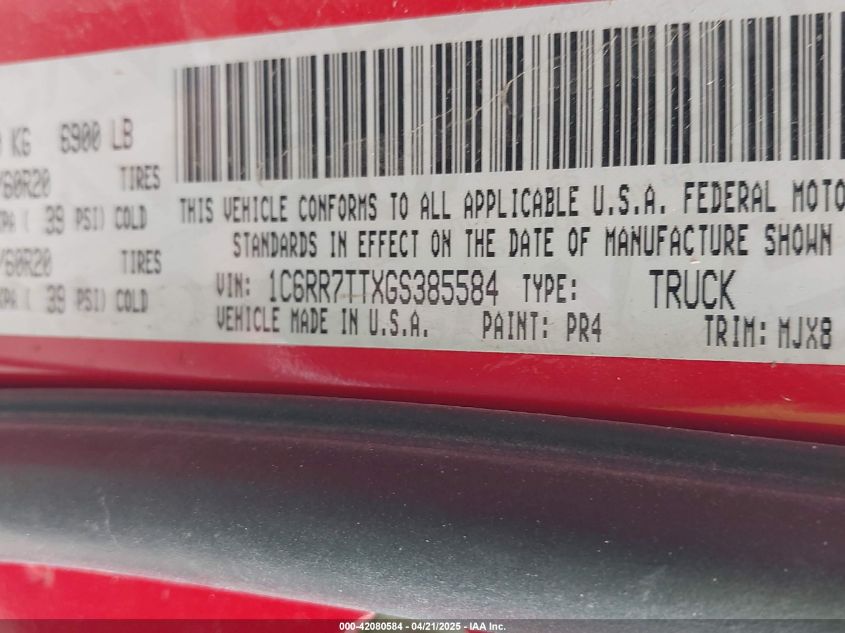 KG 6900 LB
/60R20 TIRES
( 39 PSI) COLD
/60R20 TIRES
( 39 PSI) COLD
THIS VEHICLE CONFORMS TO ALL APPLICABLE U.S.A. FEDERAL MOTO
STANDARDS IN EFFECT ON THE DATE OF MANUFACTURE SHOWN
VIN: 1C6RR7TTXGS385584 TYPE: TRUCK
VEHICLE MADE IN U.S.A. PAINT: PR4 TRIM: MJX8
000-42080584 - 04/21/2025 - IAA Inc.